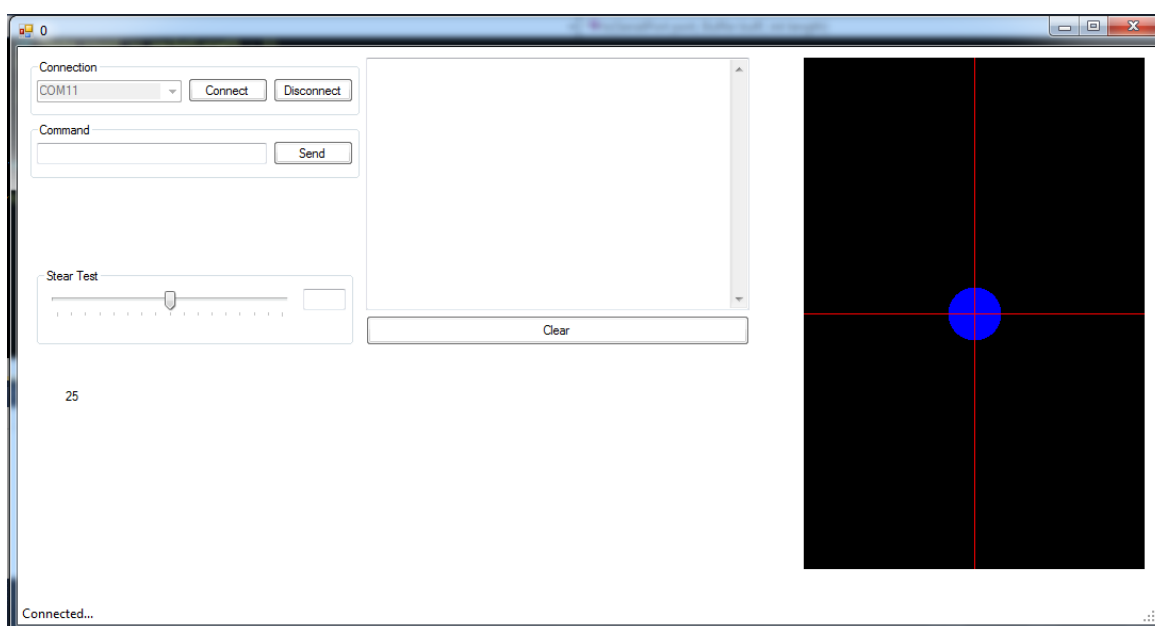 0
Connection
COM11
Connect
Disconnect
Command
Send
Stear Test
Clear
25
Connected...